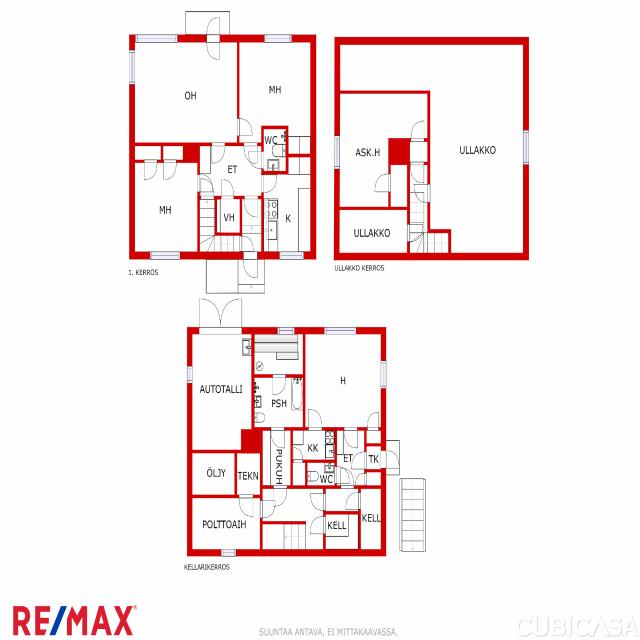 OH
MH
WC
ET
MH
VH
K
1. KERROS
ASK.H
ULLAKKO
ULLAKKO
ULLAKKO KERROS
AUTOTALLI
H
PSH
KK
ET
TK
PUKUH
ÖLJY
TEKN
WC
POLTTOAIH
KELL
KELL
KELLARIKERROS
RE/MAX
SUUNTAA ANTAVA, EI MITTAKAAVASSA.
CUBICASA